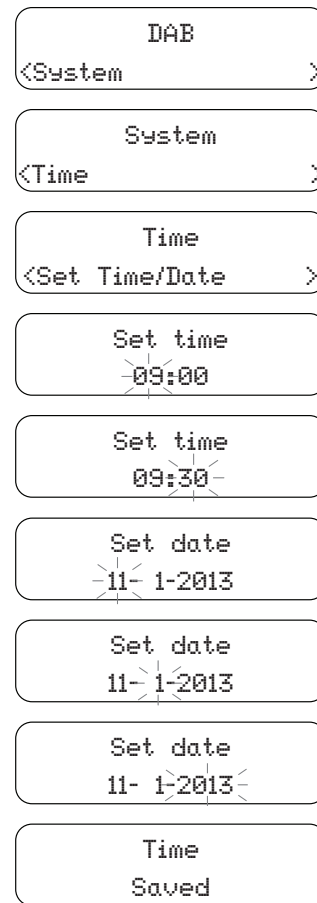 DAB
<System >
System
<Time >
Time
<Set Time/Date >
Set time
09:00
Set time
09:30
Set date
11- 1-2013
Set date
11- 1-2013
Set date
11- 1-2013
Time
Saved